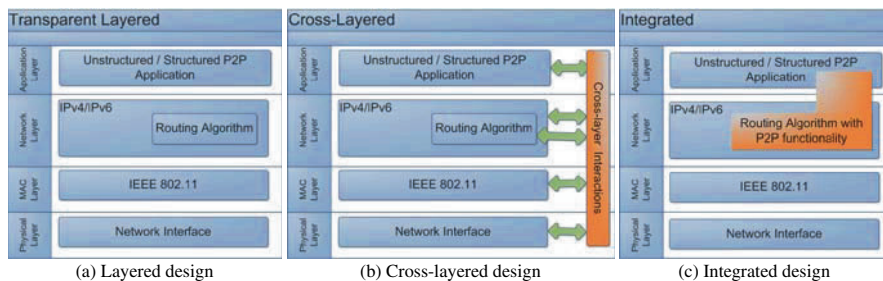 Transparent Layered
Application
Layer
Unstructured / Structured P2P
Application
Network
Layer
IPv4/IPv6
Routing Algorithm
MAC
Layer
IEEE 802.11
Physical
Layer
Network Interface
(a) Layered design
Cross-Layered
Application
Layer
Unstructured / Structured P2P
Application
Network
Layer
IPv4/IPv6
Routing Algorithm
MAC
Layer
IEEE 802.11
Physical
Layer
Network Interface
Cross-layer Interactions
(b) Cross-layered design
Integrated
Application
Layer
Unstructured / Structured P2P
Application
Network
Layer
IPv4/IPv6
Routing Algorithm with
P2P functionality
MAC
Layer
IEEE 802.11
Physical
Layer
Network Interface
(c) Integrated design